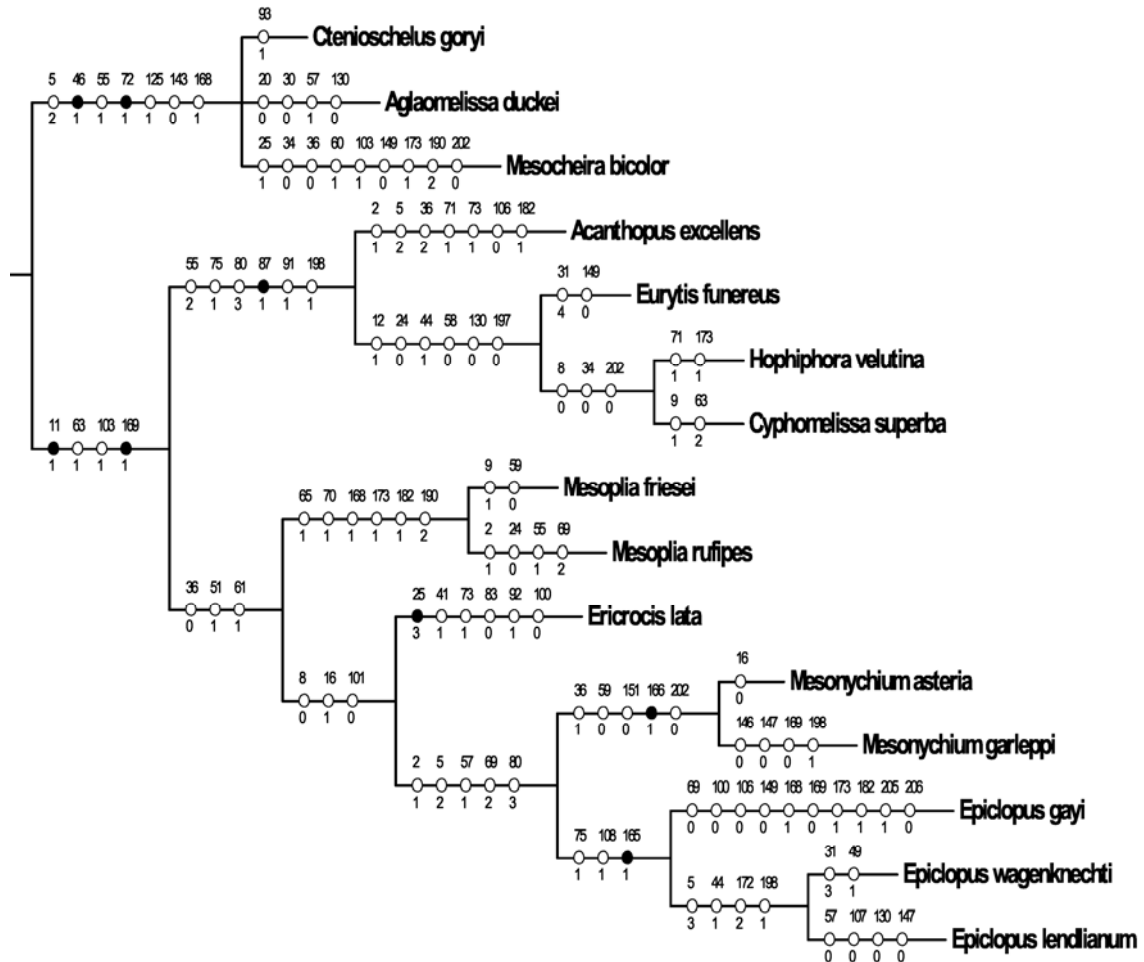 93
1
Ctenioschelus goryi
5 46 55 72 125 143 168
2 1 1 1 1 0 1
20 30 57 130
0 0 1 0
Aglaomelissa duckei
25 34 36 60 103 149 173 190 202
1 0 0 1 1 0 1 2 0
Mesocheira bicolor
2 5 36 71 73 106 182
1 2 2 1 1 0 1
Acanthopus excellens
55 75 80 87 91 198
2 1 3 1 1 1
31 149
4 0
Eurytis funereus
12 24 44 58 130 197
1 0 1 0 0 0
71 173
1 1
Hophiphora velutina
8 34 202
0 0 0
9 63
1 2
Cyphomelissa superba
11 63 103 169
1 1 1 1
9 59
1 0
Mesoplia friesei
65 70 168 173 182 190
1 1 1 1 1 2
2 24 55 69
1 0 1 2
Mesoplia rufipes
36 51 61
0 1 1
25 41 73 83 92 100
3 1 1 0 1 0
Ericrocis lata
8 16 101
0 1 0
16
0
Mesonychium asteria
36 59 151 166 202
1 0 0 1 0
146 147 169 198
0 0 0 1
Mesonychium garleppi
2 5 57 69 80
1 2 1 2 3
69 100 106 149 168 169 173 182 205 206
0 0 0 0 1 0 1 1 1 0
Epiclopus gayi
75 108 165
1 1 1
31 49
3 1
Epiclopus wagenknechti
5 44 172 198
3 1 2 1
57 107 130 147
0 0 0 0
Epiclopus lendlianum